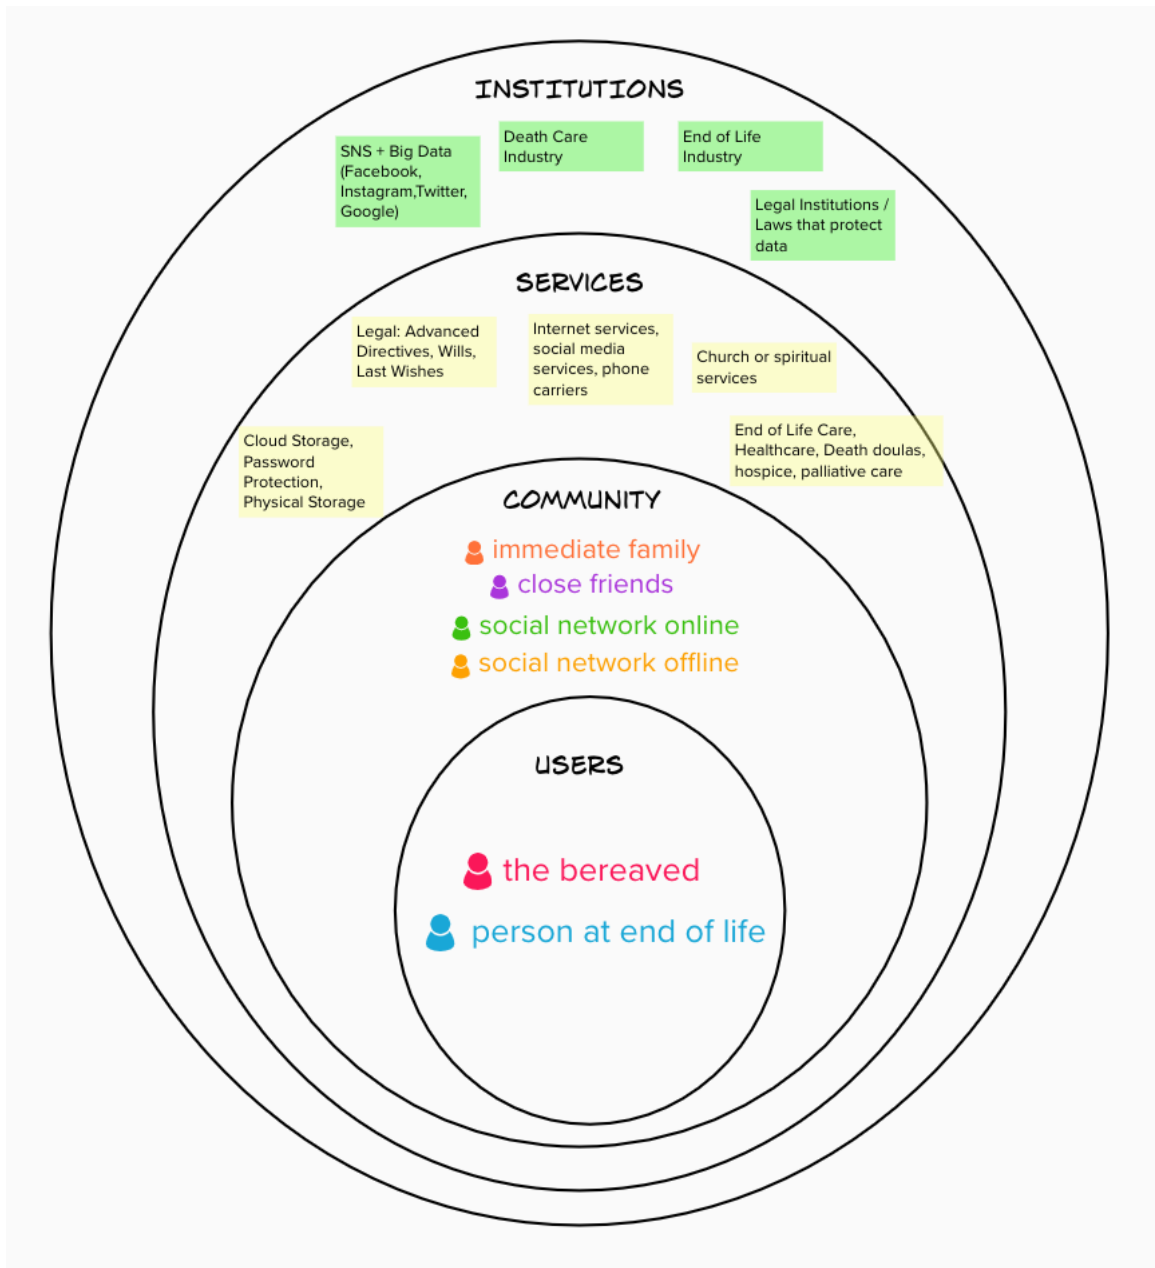 INSTITUTIONS
SNS + Big Data
(Facebook,
Instagram,Twitter,
Google)
Death Care
Industry
End of Life
Industry
Legal Institutions /
Laws that protect
data
SERVICES
Legal: Advanced
Directives, Wills,
Last Wishes
Internet services,
social media
services, phone
carriers
Church or spiritual
services
Cloud Storage,
Password
Protection,
Physical Storage
End of Life Care,
Healthcare, Death doulas,
hospice, palliative care
COMMUNITY
immediate family
close friends
social network online
social network offline
USERS
the bereaved
person at end of life